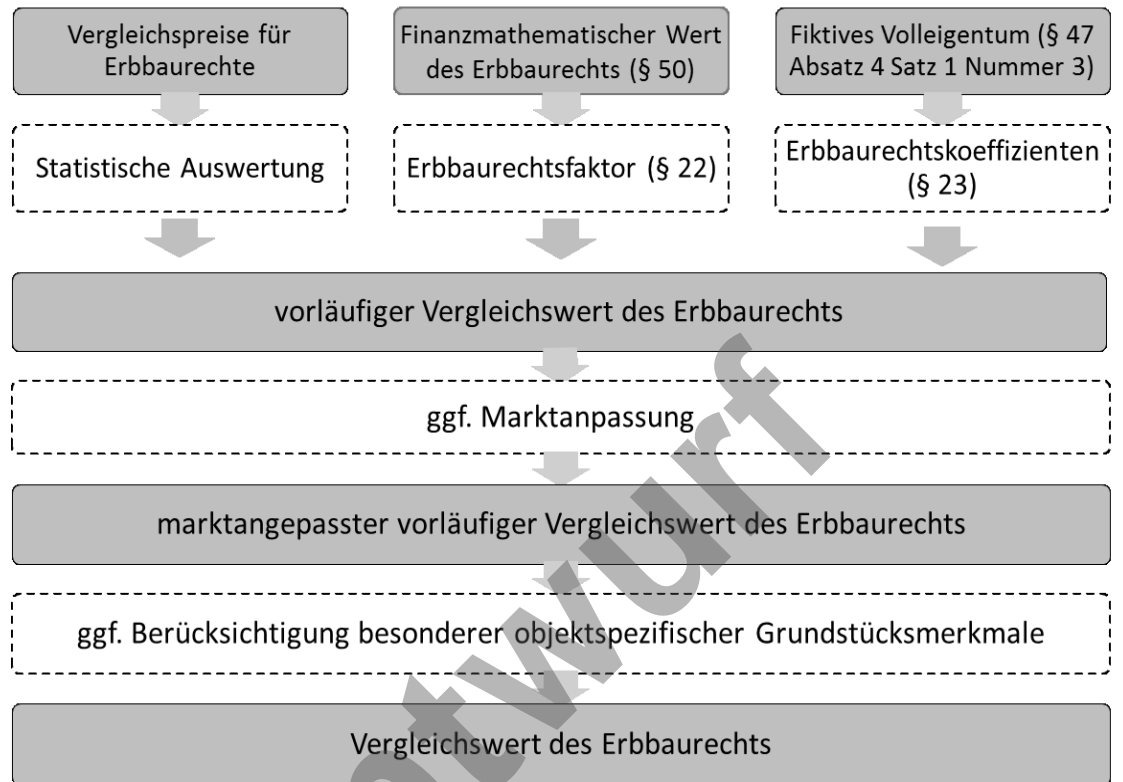 Vergleichspreise für
Erbbaurechte
Finanzmathematischer Wert
des Erbbaurechts (§ 50)
Fiktives Volleigentum (§ 47
Absatz 4 Satz 1 Nummer 3)
Statistische Auswertung
Erbbaurechtsfaktor (§ 22)
Erbbaurechtskoeffizienten
(§ 23)
vorläufiger Vergleichswert des Erbbaurechts
ggf. Marktanpassung
marktangepasster vorläufiger Vergleichswert des Erbbaurechts
ggf. Berücksichtigung besonderer objektspezifischer Grundstücksmerkmale
Vergleichswert des Erbbaurechts
ntwurf